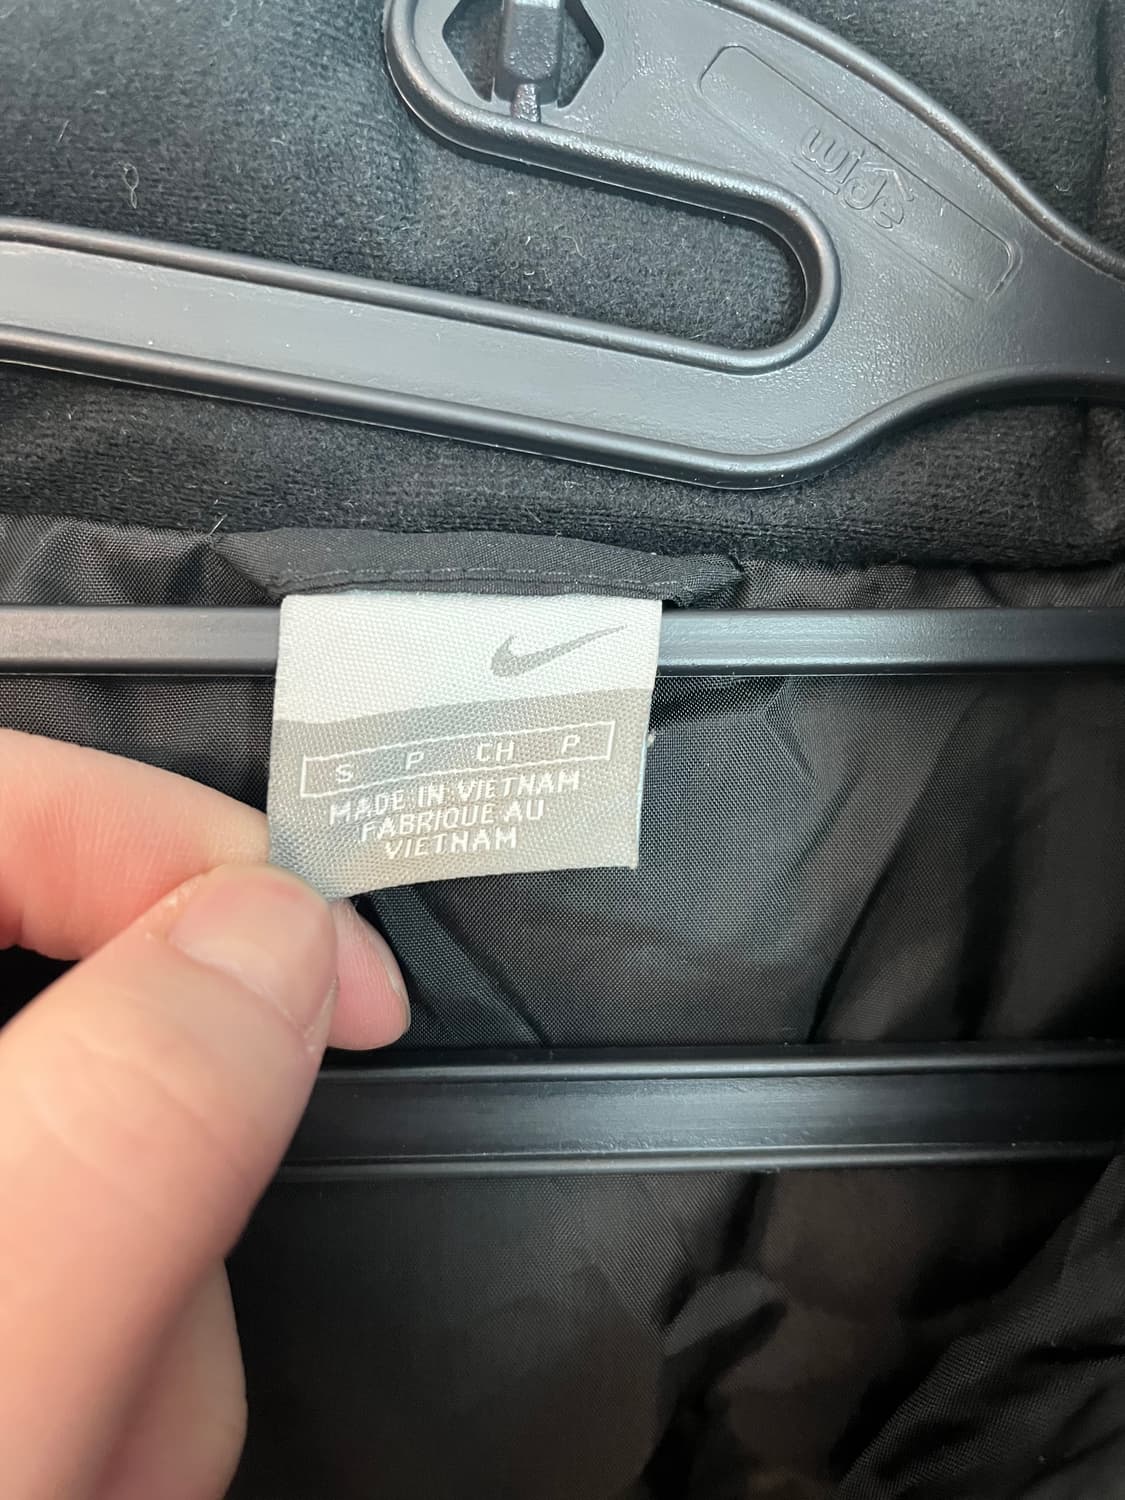 wide
S P CH P
MADE IN VIETNAM
FABRIQUE AU
VIETNAM